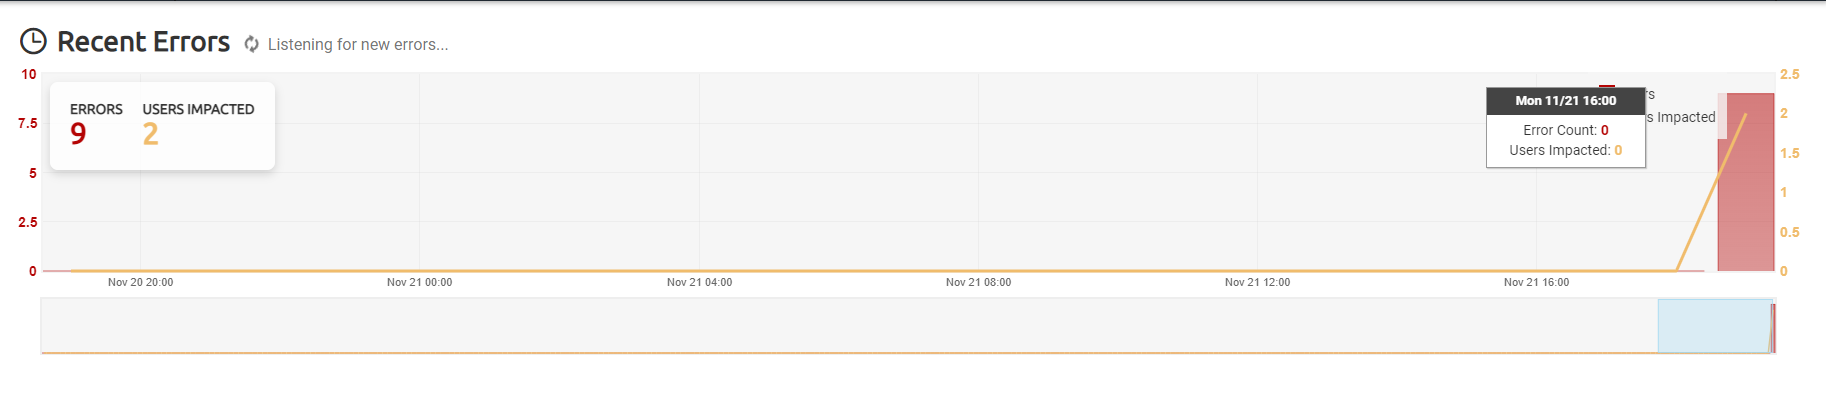 Recent Errors Listening for new errors...
10 2.5
ERRORS USERS IMPACTED
9 2
Mon 11/21 16:00
Error Count: 0
Users Impacted: 0
rs
s Impacted
7.5 2
1.5
5
1
2.5
0.5
0 0
Nov 20 20:00 Nov 21 00:00 Nov 21 04:00 Nov 21 08:00 Nov 21 12:00 Nov 21 16:00